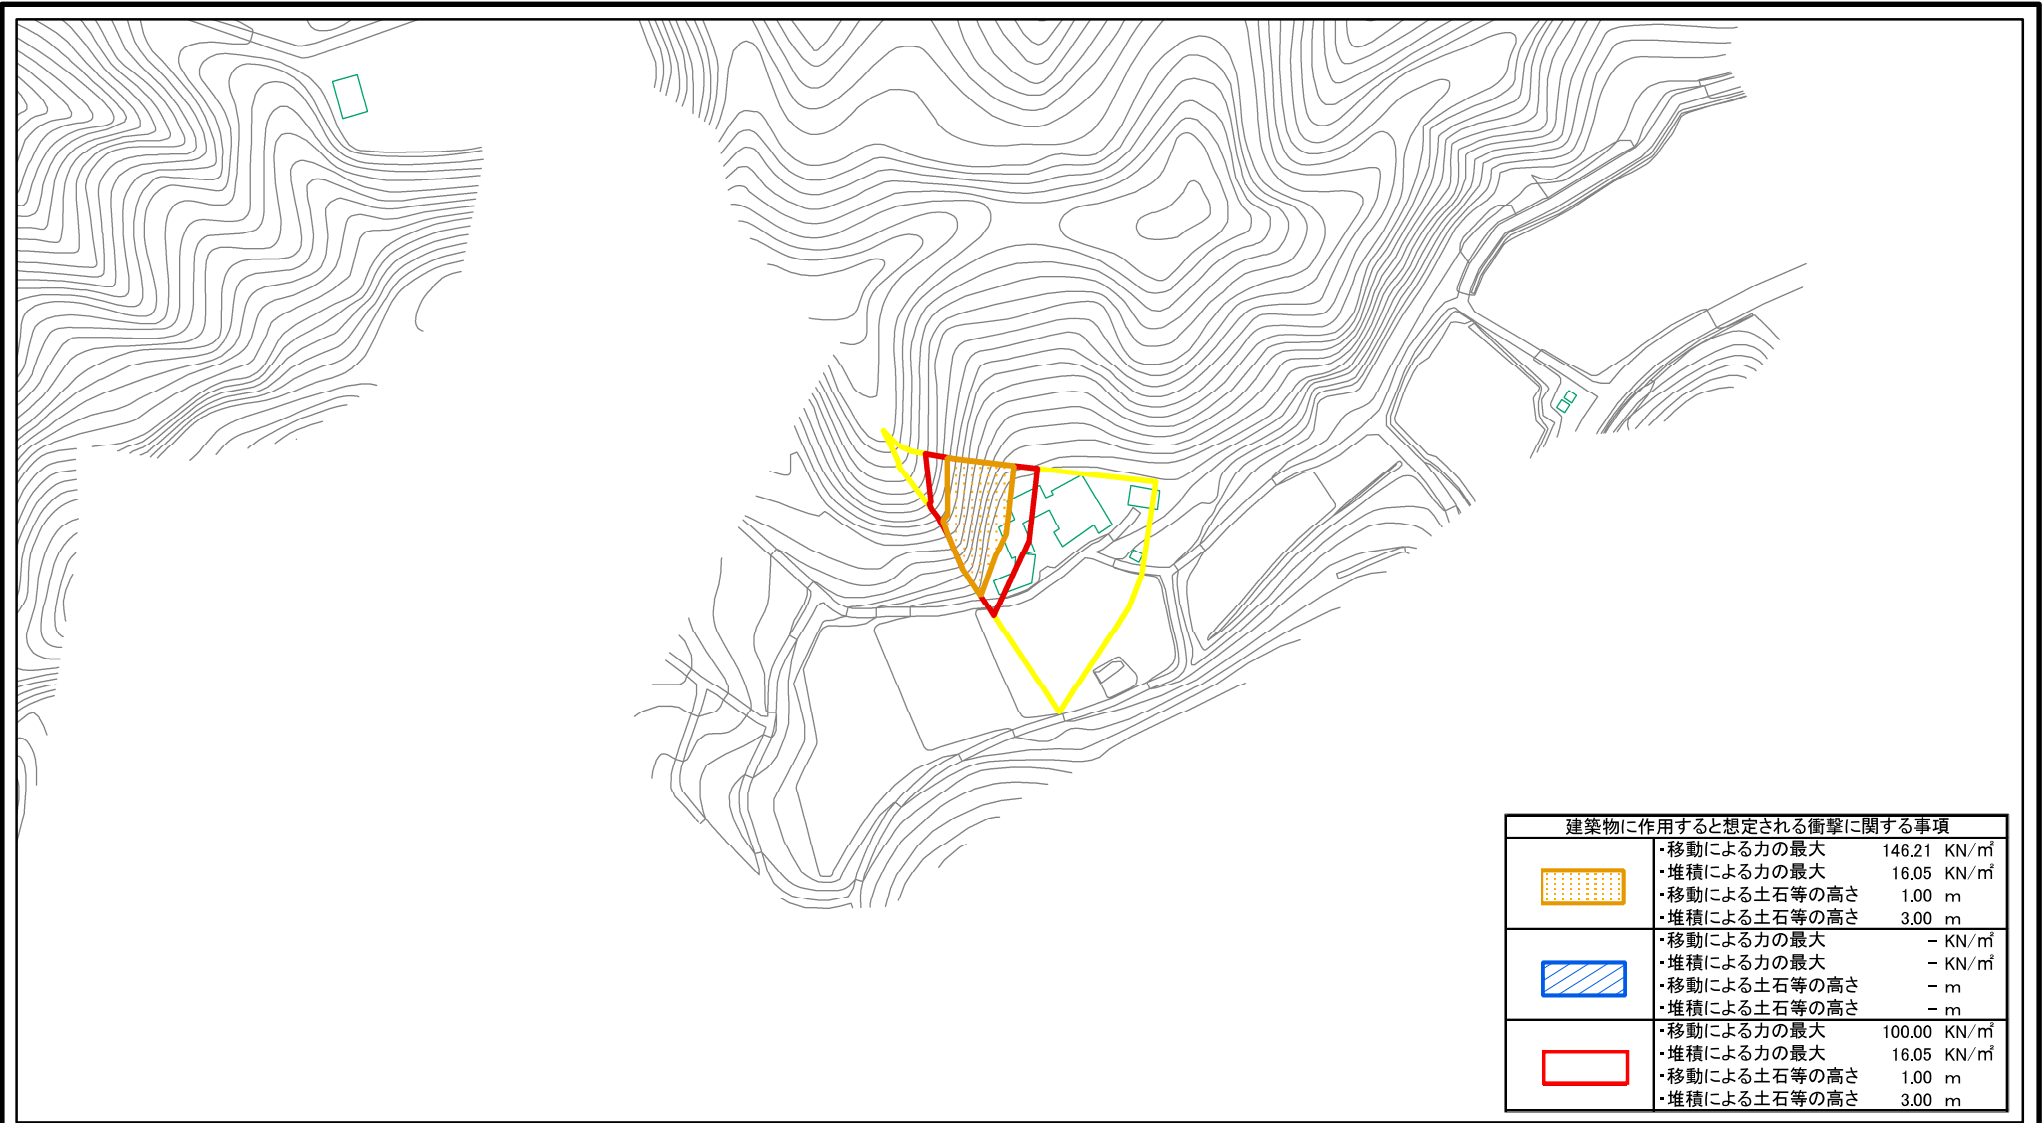 建築物に作用すると想定される衝撃に関する事項
・移動による力の最大 146.21 KN/㎡
・堆積による力の最大 16.05 KN/㎡
・移動による土石等の高さ 1.00 m
・堆積による土石等の高さ 3.00 m
・移動による力の最大 - KN/㎡
・堆積による力の最大 - KN/㎡
・移動による土石等の高さ - m
・堆積による土石等の高さ - m
・移動による力の最大 100.00 KN/㎡
・堆積による力の最大 16.05 KN/㎡
・移動による土石等の高さ 1.00 m
・堆積による土石等の高さ 3.00 m